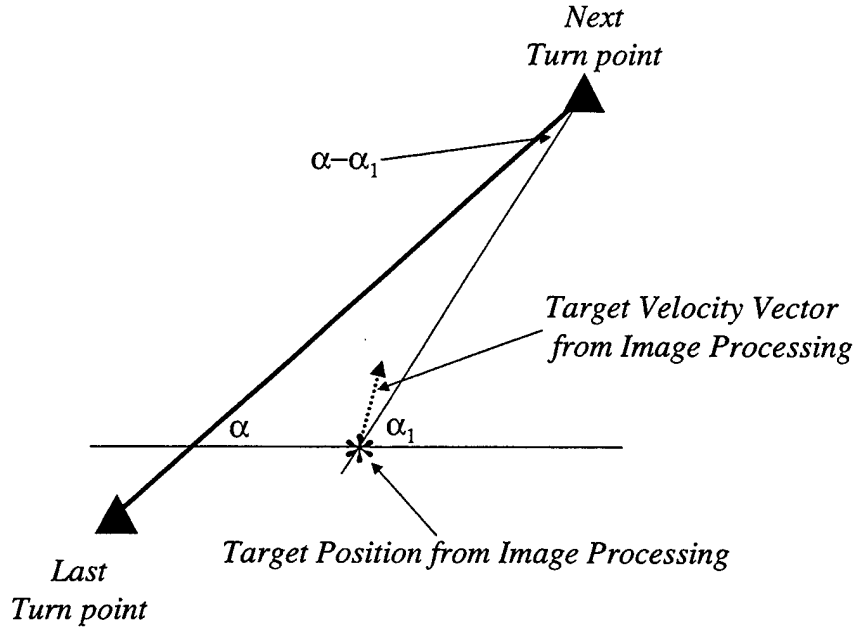 Next
Turn point
α−α₁
Target Velocity Vector
from Image Processing
α
α₁
Target Position from Image Processing
Last
Turn point